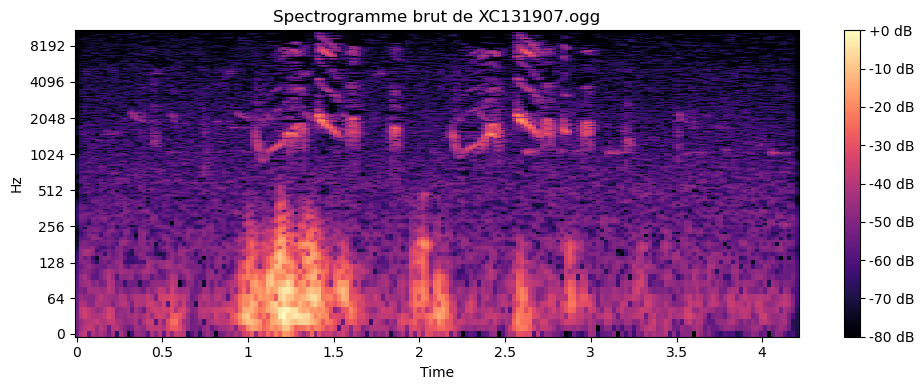 Spectrogramme brut de XC131907.ogg
Hz
8192
4096
2048
1024
512
256
128
64
0
0 0.5 1 1.5 2 2.5 3 3.5 4
Time
+0 dB
-10 dB
-20 dB
-30 dB
-40 dB
-50 dB
-60 dB
-70 dB
-80 dB